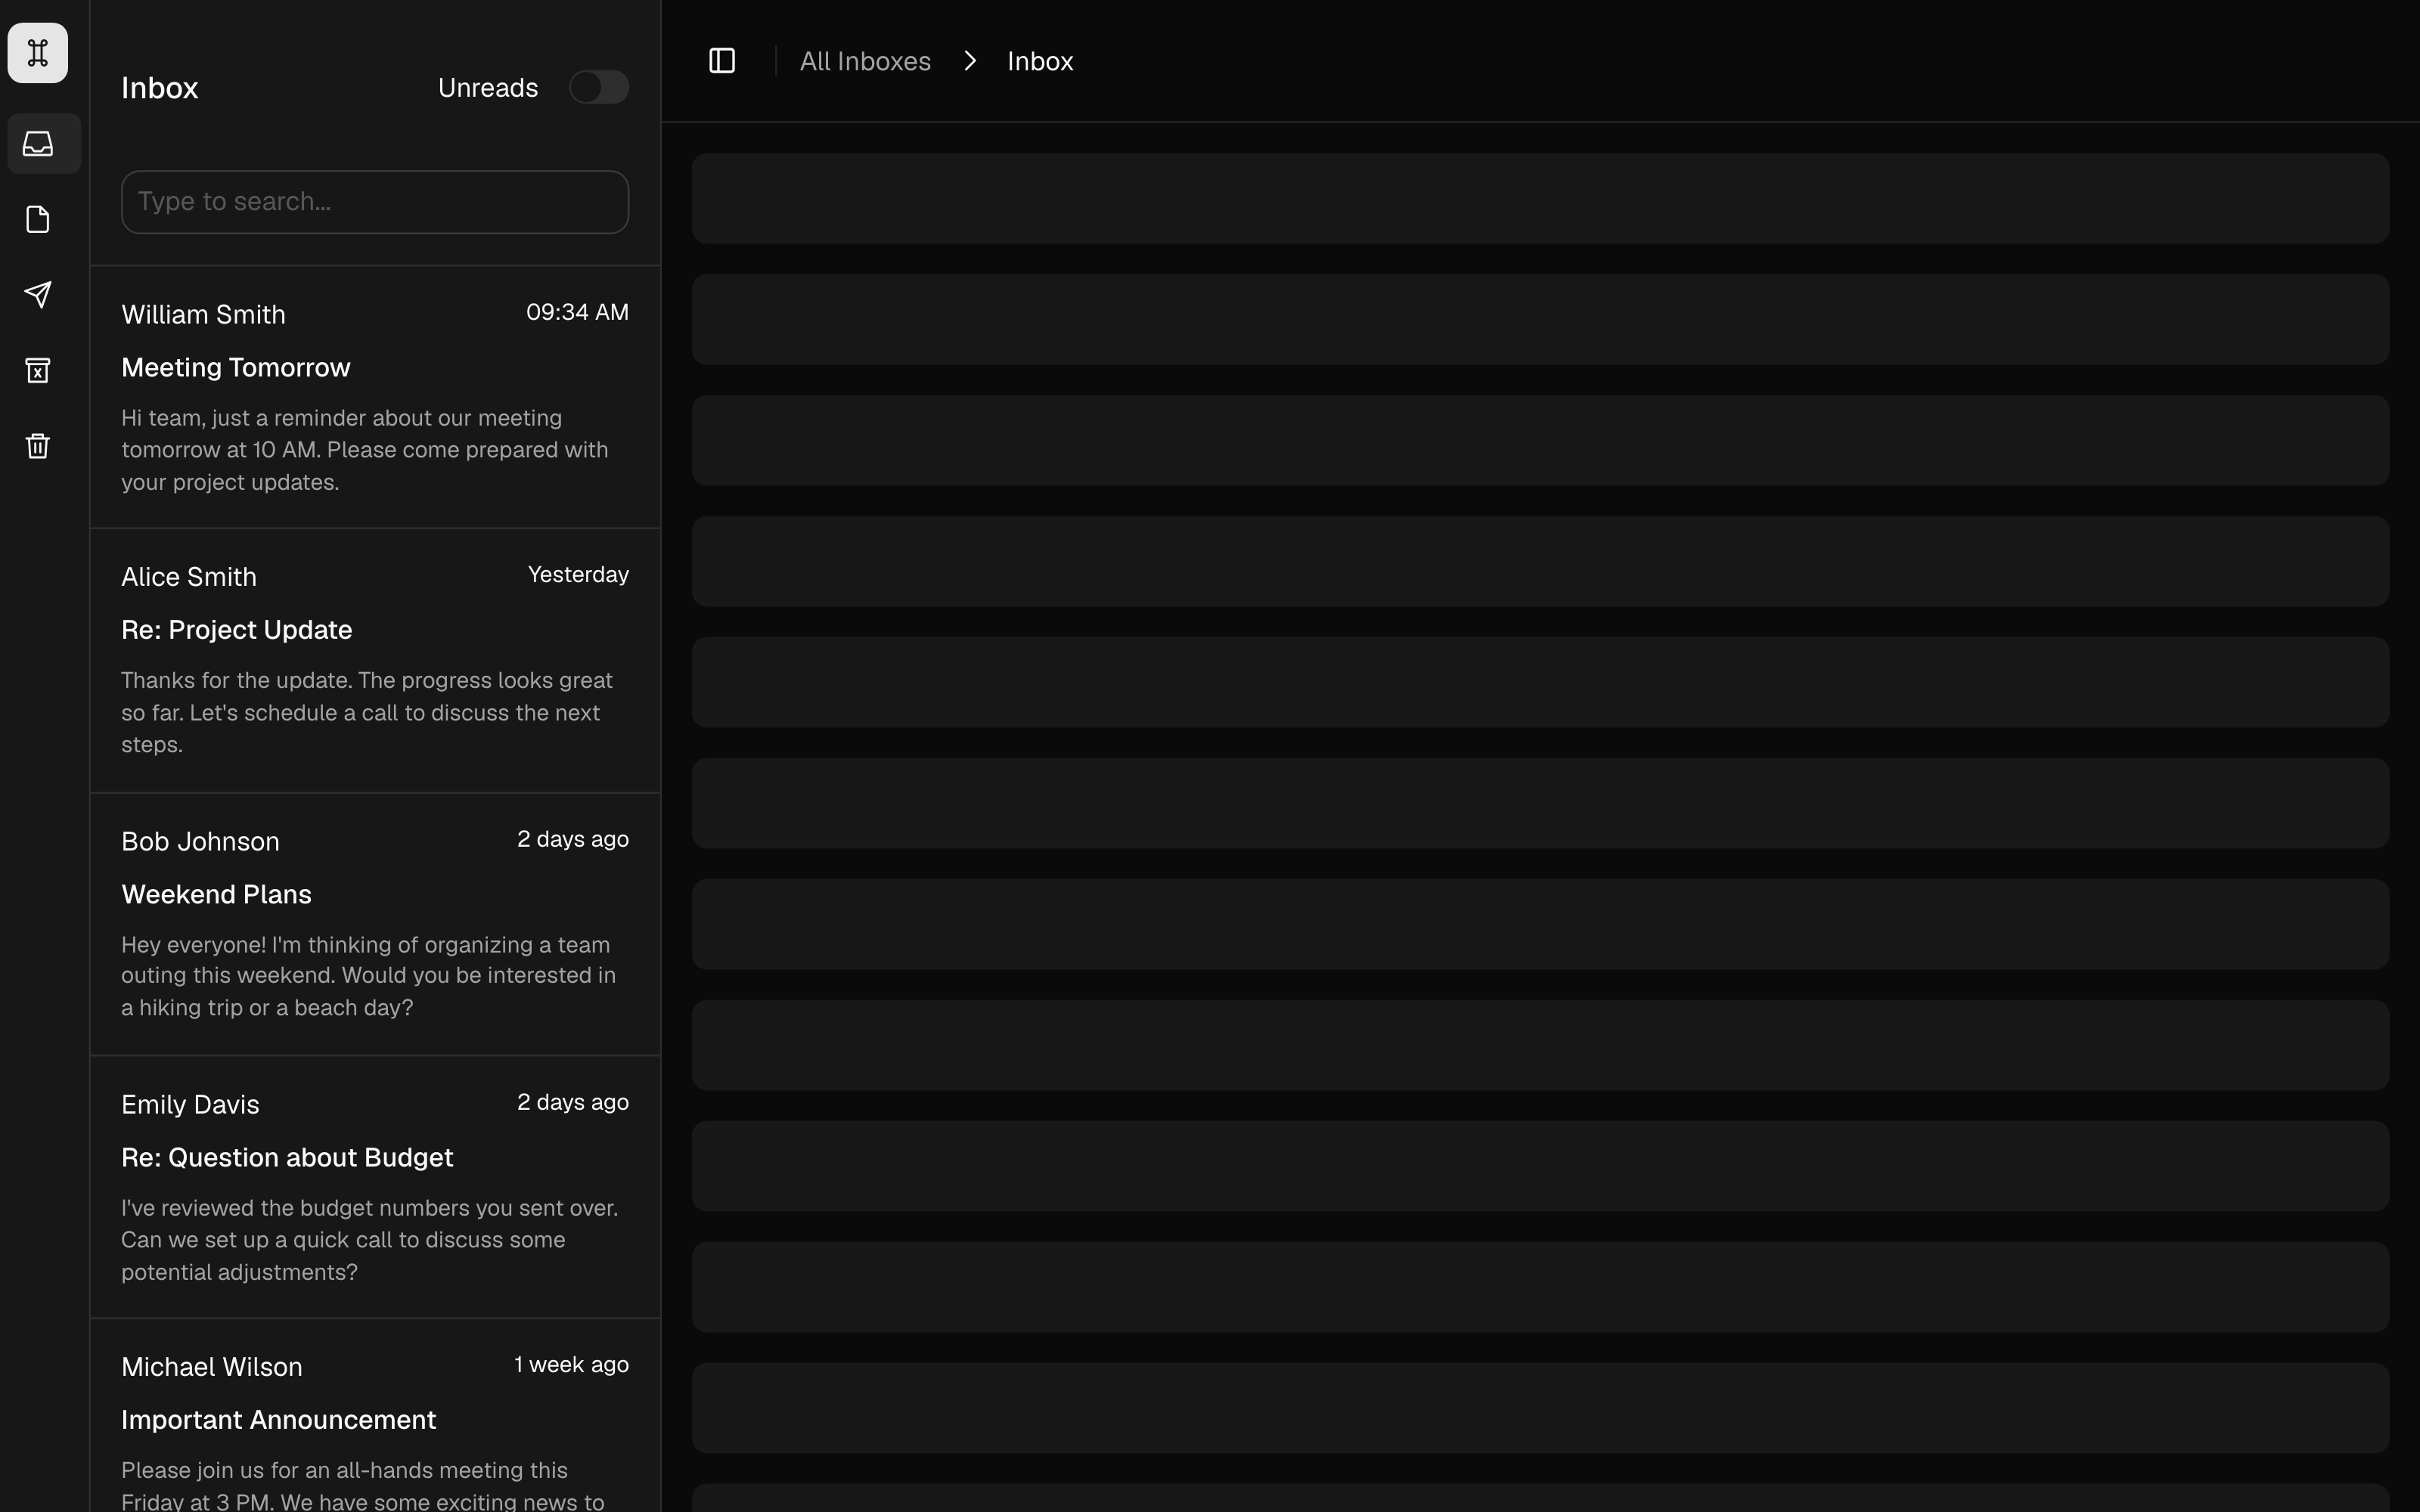 Inbox
Unreads
Type to search...
William Smith
09:34 AM
Meeting Tomorrow
Hi team, just a reminder about our meeting
tomorrow at 10 AM. Please come prepared with
your project updates.
Alice Smith
Yesterday
Re: Project Update
Thanks for the update. The progress looks great
so far. Let's schedule a call to discuss the next
steps.
Bob Johnson
2 days ago
Weekend Plans
Hey everyone! I'm thinking of organizing a team
outing this weekend. Would you be interested in
a hiking trip or a beach day?
Emily Davis
2 days ago
Re: Question about Budget
I've reviewed the budget numbers you sent over.
Can we set up a quick call to discuss some
potential adjustments?
Michael Wilson
1 week ago
Important Announcement
Please join us for an all-hands meeting this
Friday at 3 PM. We have some exciting news to
All Inboxes
Inbox